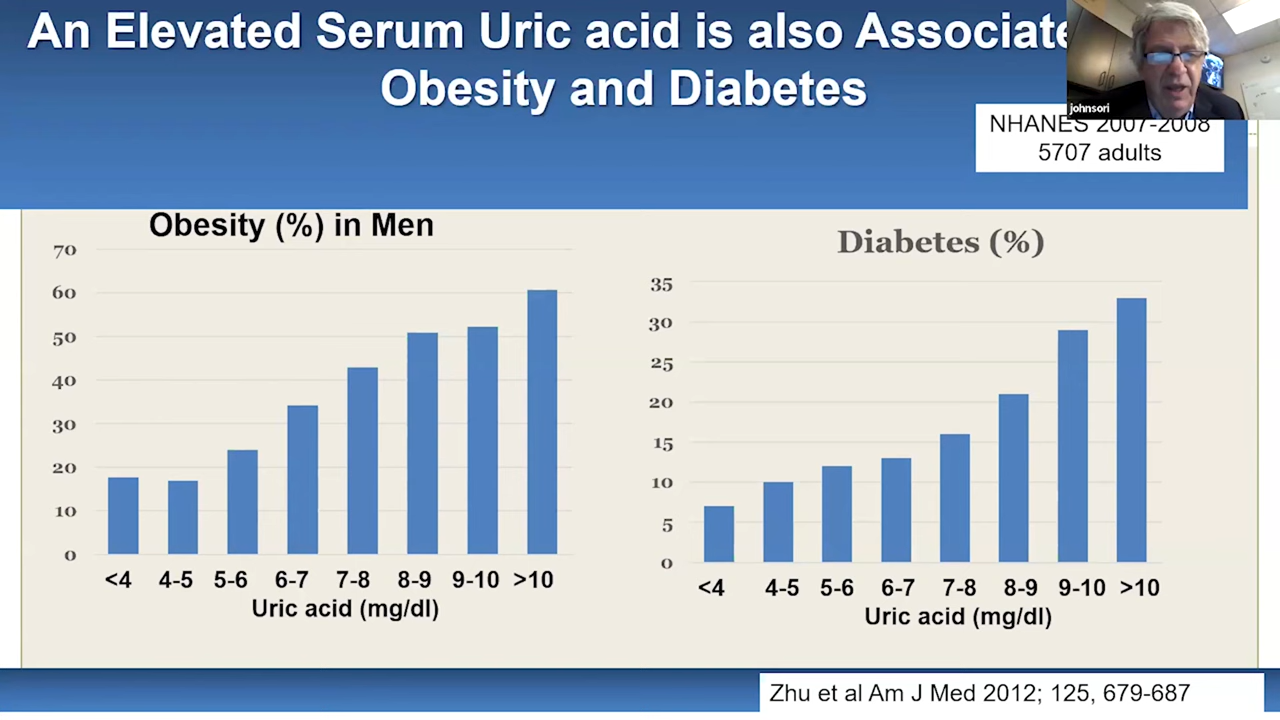 An Elevated Serum Uric acid is also Associate
Obesity and Diabetes
johnsori
NHANES 2007-2008
5707 adults
Obesity (%) in Men
70
60
50
40
30
20
10
0
<4 4-5 5-6 6-7 7-8 8-9 9-10 >10
Uric acid (mg/dl)
Diabetes (%)
35
30
25
20
15
10
5
0
<4 4-5 5-6 6-7 7-8 8-9 9-10 >10
Uric acid (mg/dl)
Zhu et al Am J Med 2012; 125, 679-687